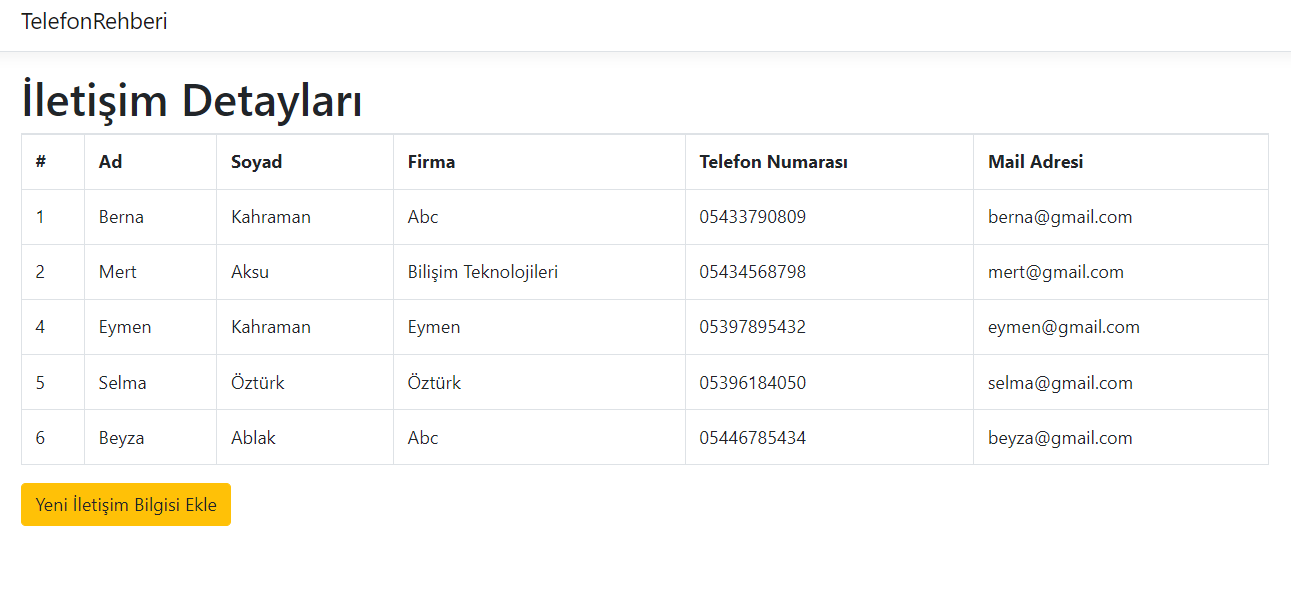 TelefonRehberi
İletişim Detayları
# Ad Soyad Firma Telefon Numarası Mail Adresi
1 Berna Kahraman Abc 05433790809 berna@gmail.com
2 Mert Aksu Bilişim Teknolojileri 05434568798 mert@gmail.com
4 Eymen Kahraman Eymen 05397895432 eymen@gmail.com
5 Selma Öztürk Öztürk 05396184050 selma@gmail.com
6 Beyza Ablak Abc 05446785434 beyza@gmail.com
Yeni İletişim Bilgisi Ekle